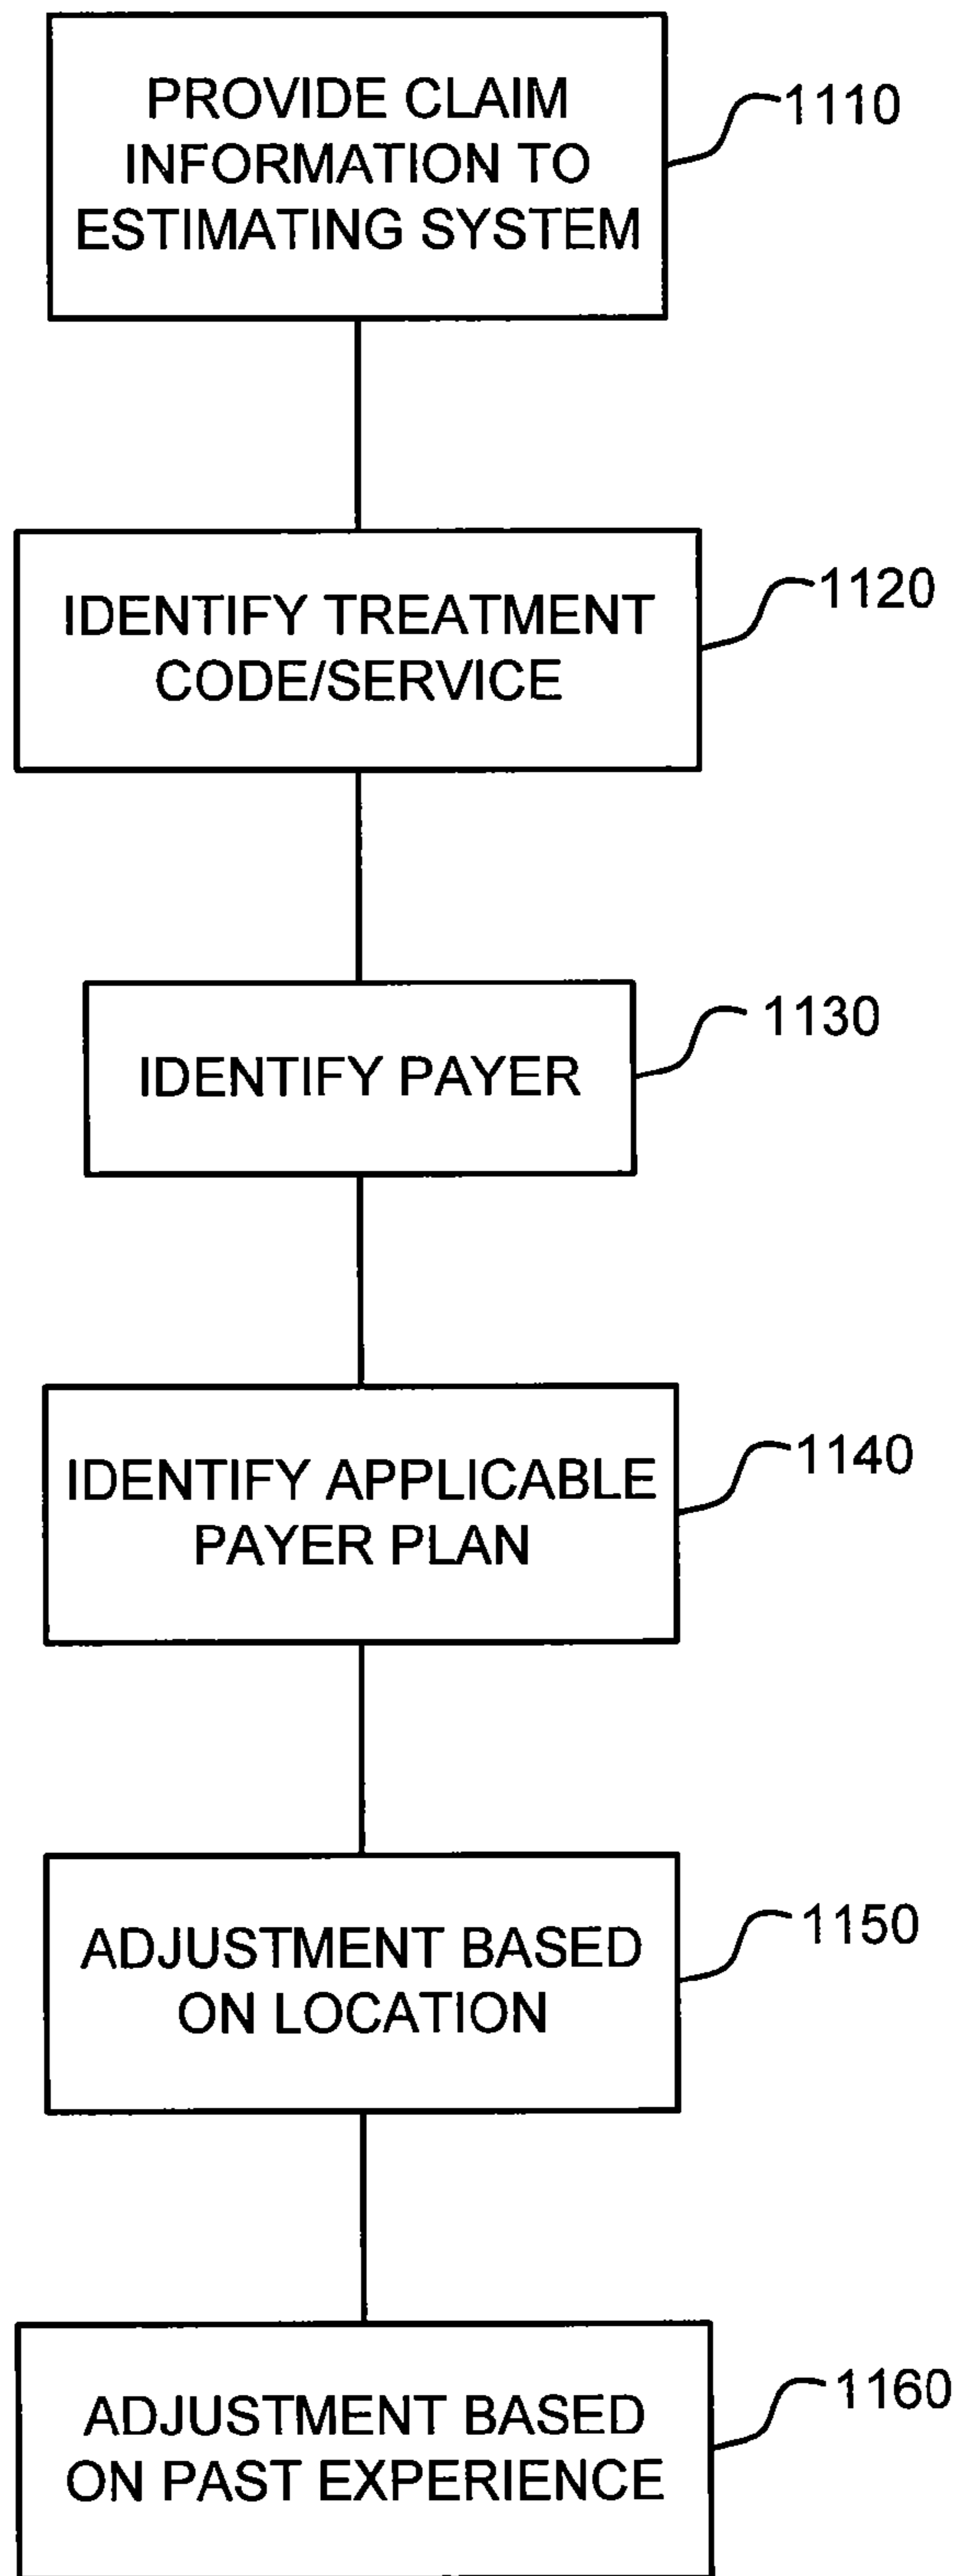 PROVIDE CLAIM
INFORMATION TO
ESTIMATING SYSTEM
1110
IDENTIFY TREATMENT
CODE/SERVICE
1120
IDENTIFY PAYER
1130
IDENTIFY APPLICABLE
PAYER PLAN
1140
ADJUSTMENT BASED
ON LOCATION
1150
ADJUSTMENT BASED
ON PAST EXPERIENCE
1160